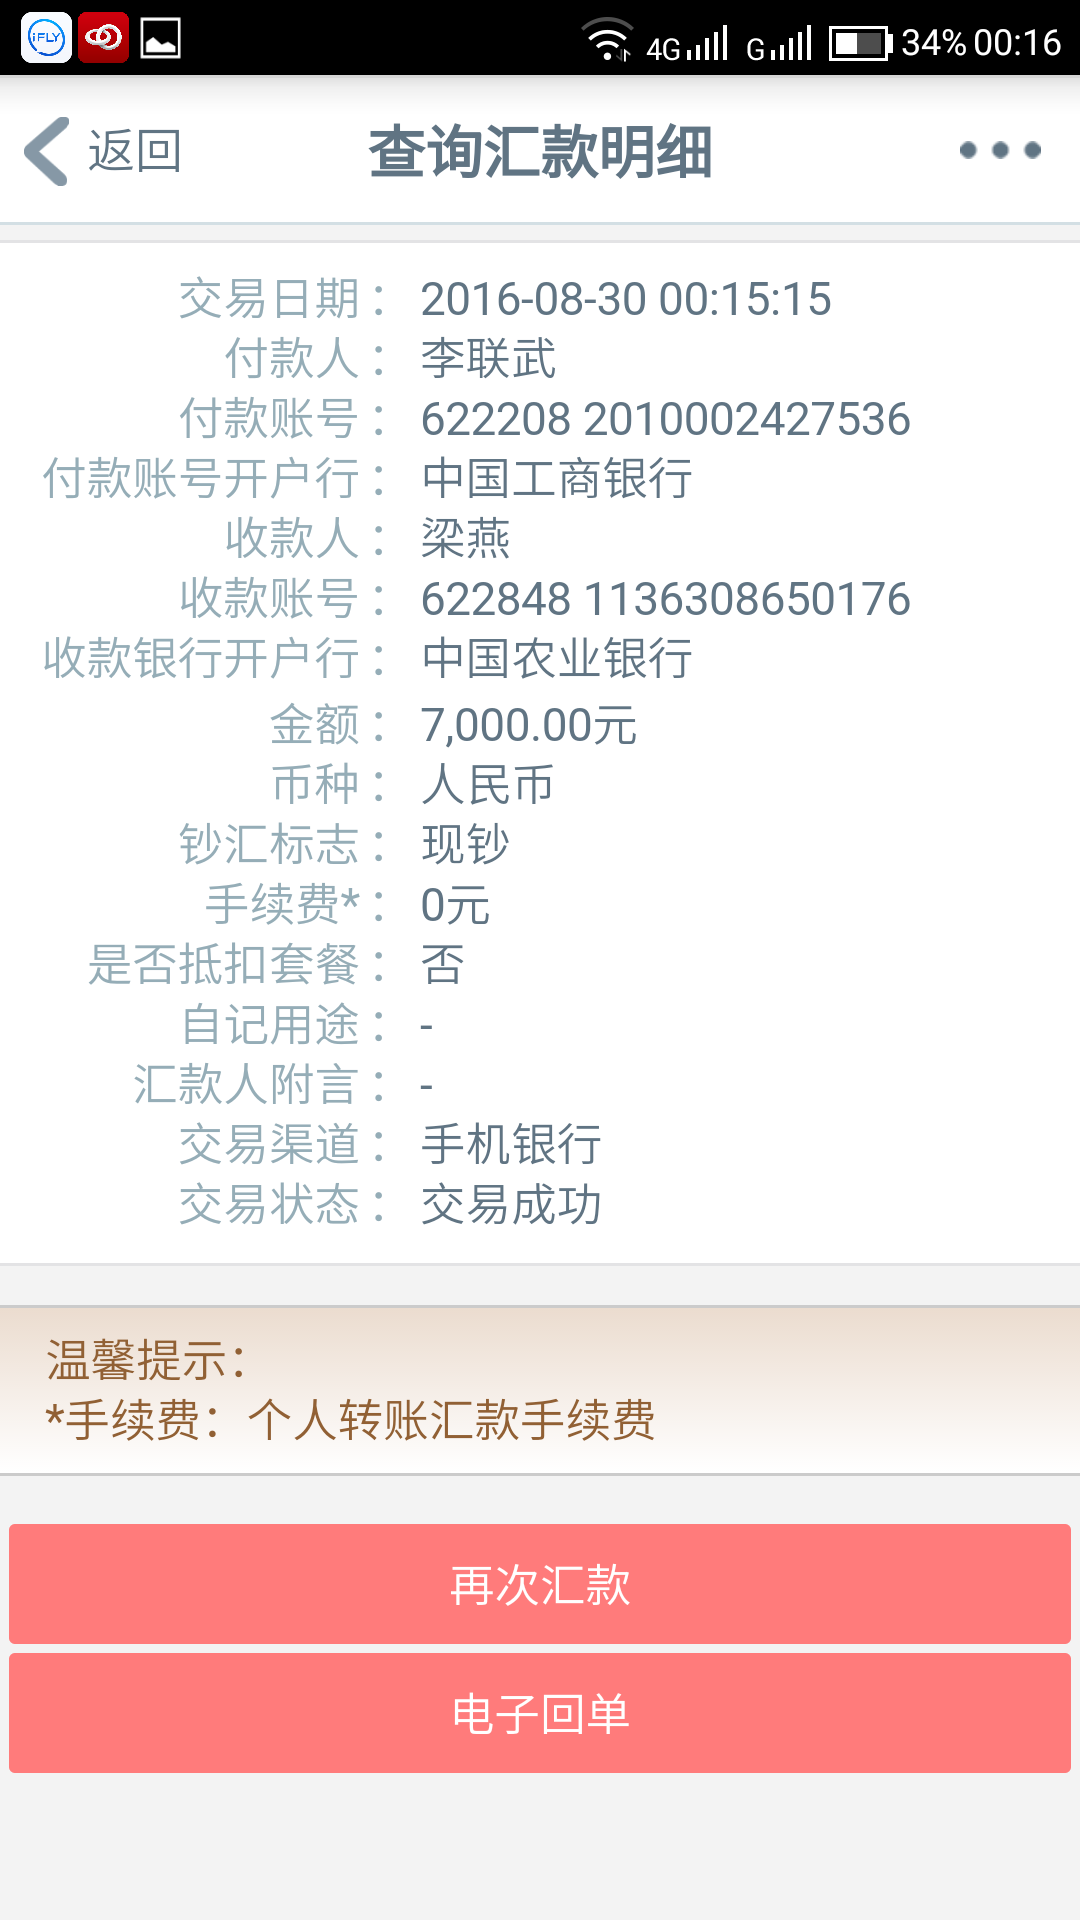 iFLY 4G G 34% 00:16
返回 查询汇款明细
交易日期： 2016-08-30 00:15:15
付款人： 李联武
付款账号： 622208 2010002427536
付款账号开户行： 中国工商银行
收款人： 梁燕
收款账号： 622848 1136308650176
收款银行开户行： 中国农业银行
金额： 7,000.00元
币种： 人民币
钞汇标志： 现钞
手续费*： 0元
是否抵扣套餐： 否
自记用途： -
汇款人附言： -
交易渠道： 手机银行
交易状态： 交易成功
温馨提示：
*手续费：个人转账汇款手续费
再次汇款
电子回单